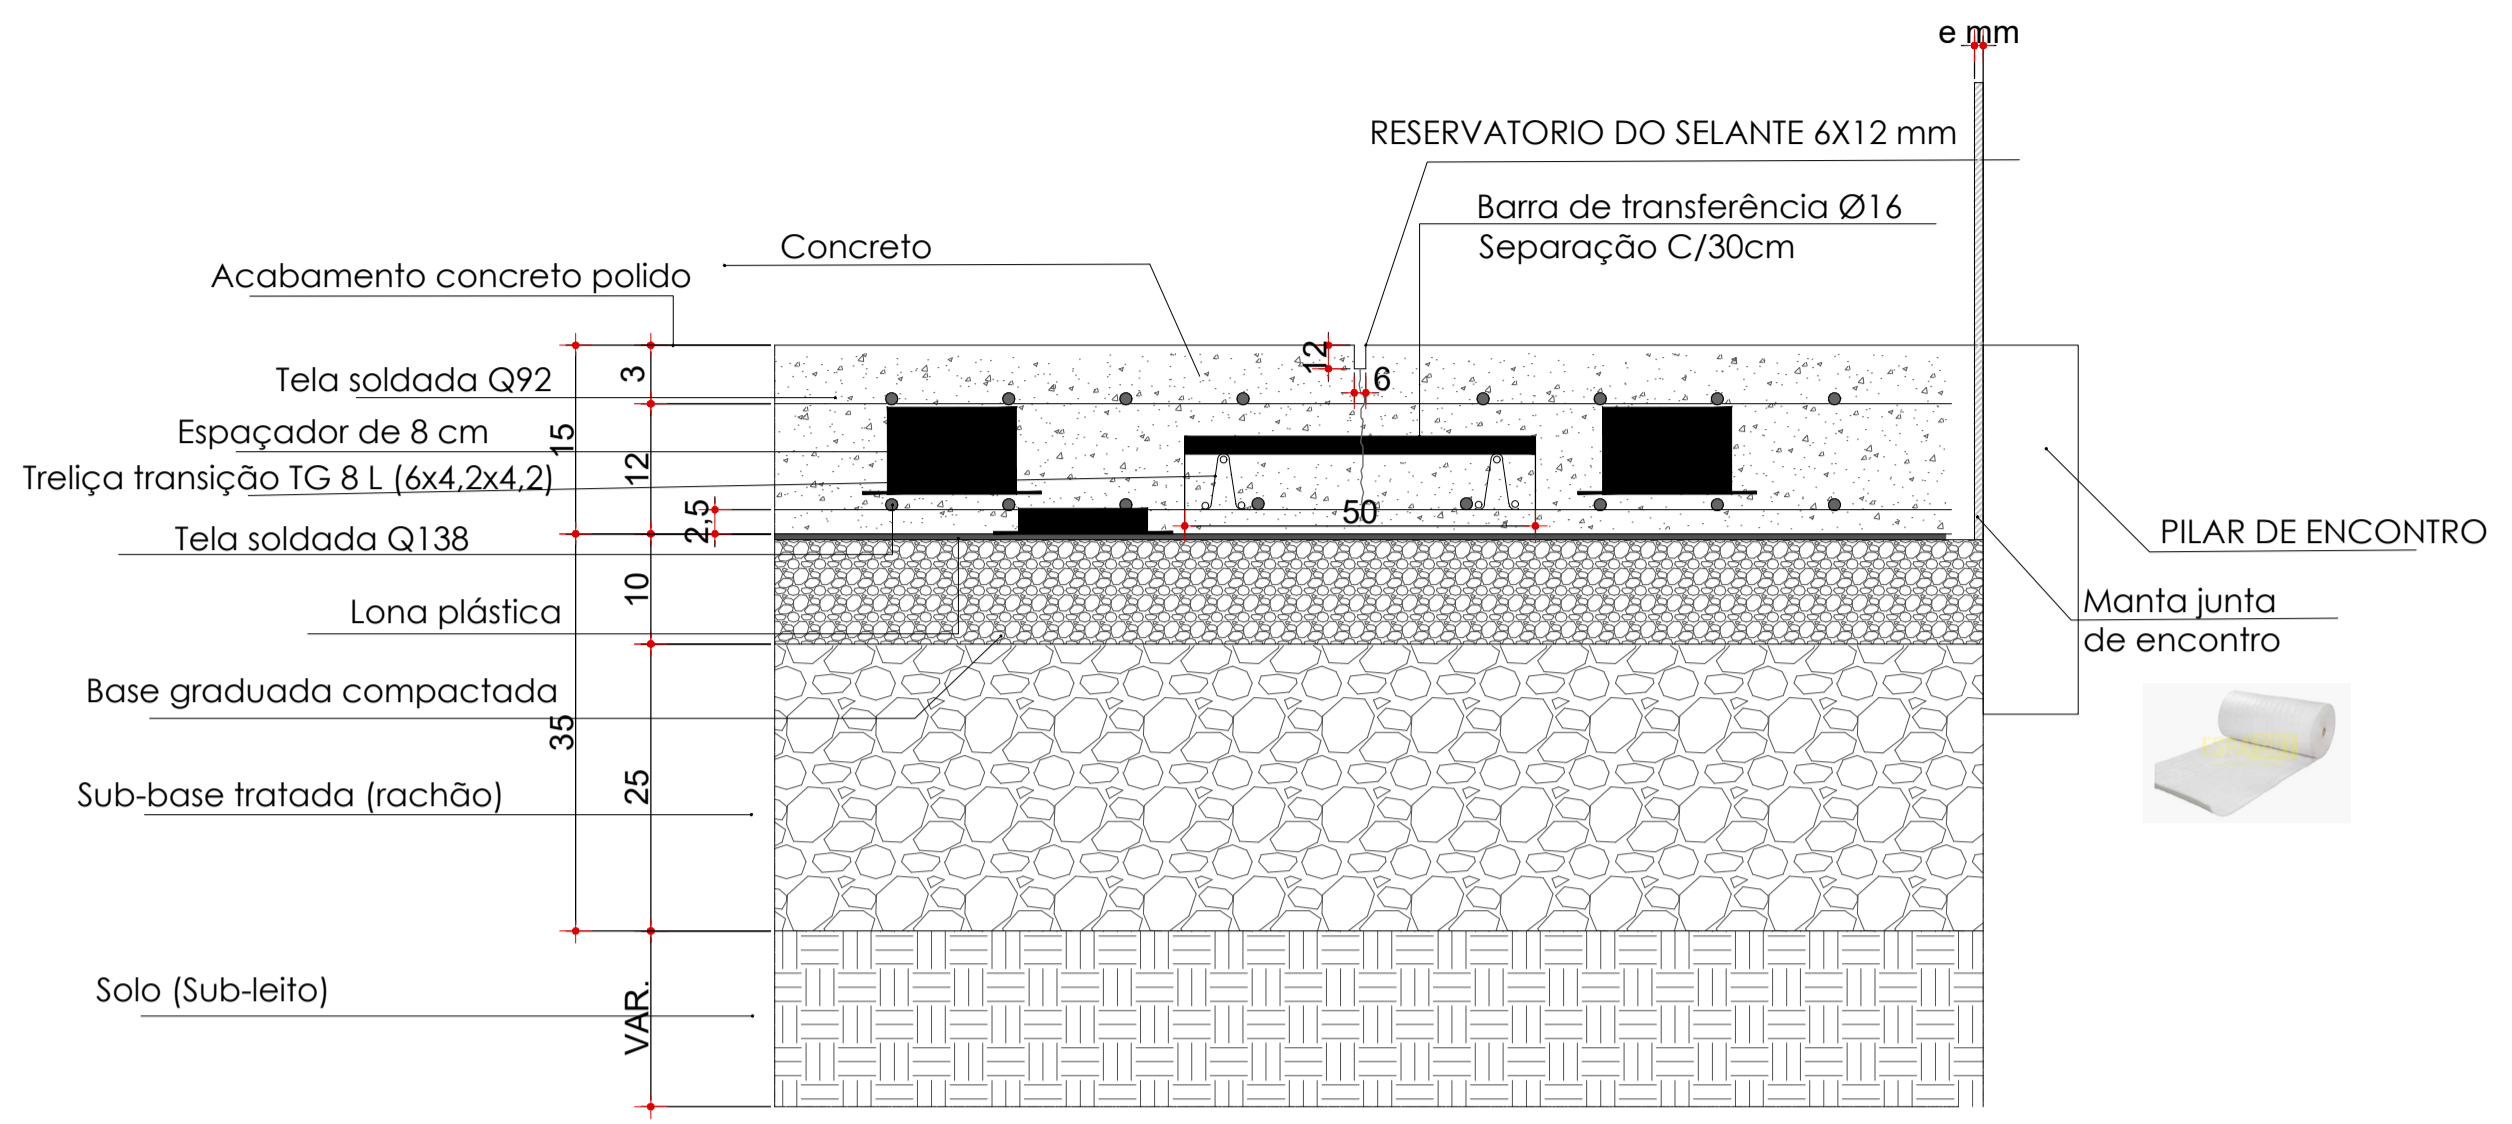 e mm
RESERVATORIO DO SELANTE 6X12 mm
Barra de transferência Ø16
Separação C/30cm
Concreto
Acabamento concreto polido
12
6
3
Tela soldada Q92
Espaçador de 8 cm
15
Treliça transição TG 8 L (6x4,2x4,2)
12
2,5
50
Tela soldada Q138
PILAR DE ENCONTRO
10
Lona plástica
Manta junta
de encontro
Base graduada compactada
35
25
Sub-base tratada (rachão)
Solo (Sub-leito)
VAR.